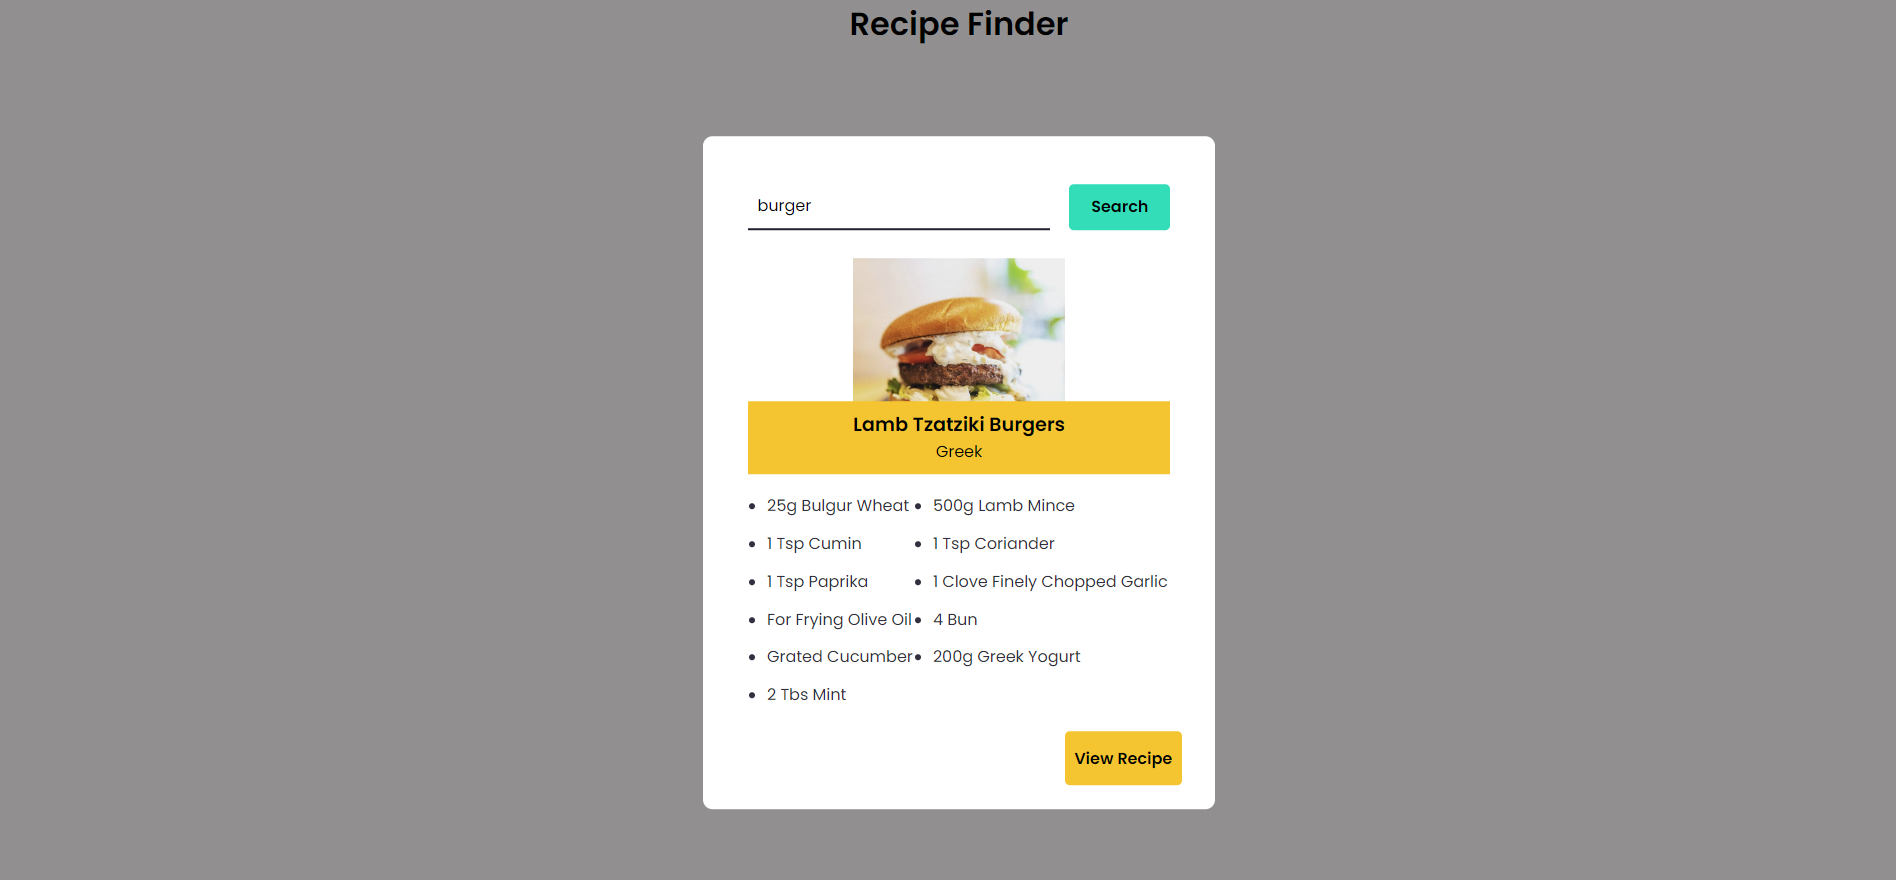 Recipe Finder
burger
Search
Lamb Tzatziki Burgers
Greek
25g Bulgur Wheat
500g Lamb Mince
1 Tsp Cumin
1 Tsp Coriander
1 Tsp Paprika
1 Clove Finely Chopped Garlic
For Frying Olive Oil
4 Bun
Grated Cucumber
200g Greek Yogurt
2 Tbs Mint
View Recipe